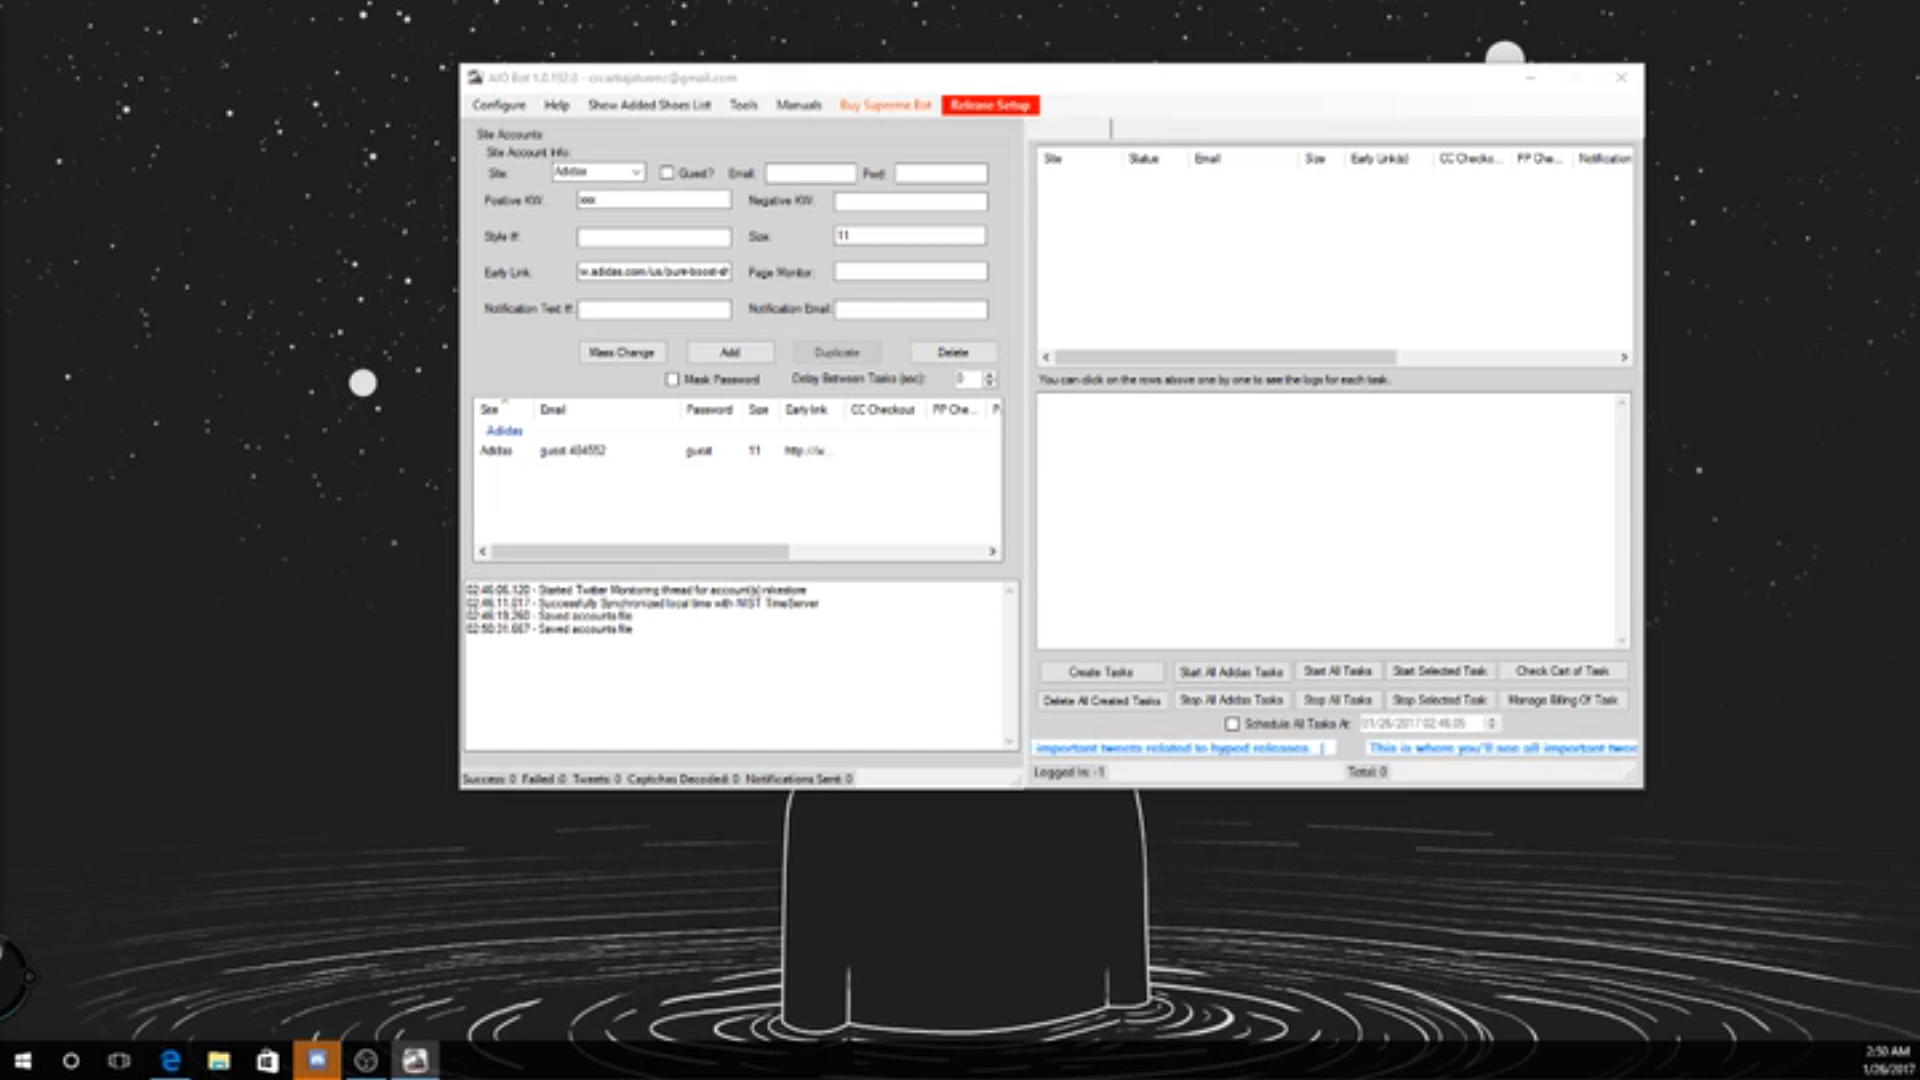 AIO Bot 1.0.192.0 -
Configure Help Show Added Shoes List Tools Manuals Buy Supreme Bot Release Setup
Site Accounts
Site Account Info:
Site: Adidas Guest? Email: Pwd:
Positive KW: xxx Negative KW:
Style #: Size: 11
Early Link: w.adidas.com/us/pure-boost-sh Page Monitor:
Notification Text #: Notification Email:
Mass Change Add Duplicate Delete
Mask Password Delay Between Tasks (sec): 0
Site Email Password Size Early link CC Checkout PP Che... P
Adidas
Adidas guest 484552 guest 11 http://w...
02:46:06.120 - Started Twitter Monitoring thread for account(s) nikestore
02:46:11.017 - Successfully Synchronized local time with NIST TimeServer
02:46:19.260 - Saved accounts file
02:50:31.667 - Saved accounts file
Success: 0 Failed: 0 Tweets: 0 Captchas Decoded: 0 Notifications Sent: 0
Site Status Email Size Early Link(s) CC Checko... PP Che... Notification
You can click on the rows above one by one to see the logs for each task.
Create Tasks Start All Adidas Tasks Start All Tasks Start Selected Task Check Cart of Task
Delete All Created Tasks Stop All Adidas Tasks Stop All Tasks Stop Selected Task Manage Billing Of Task
Schedule All Tasks At: 01/26/2017 02:46:05
important tweets related to hyped releases. | This is where you'll see all important twee
Logged In: -1 Total: 0
2:50 AM
1/26/2017